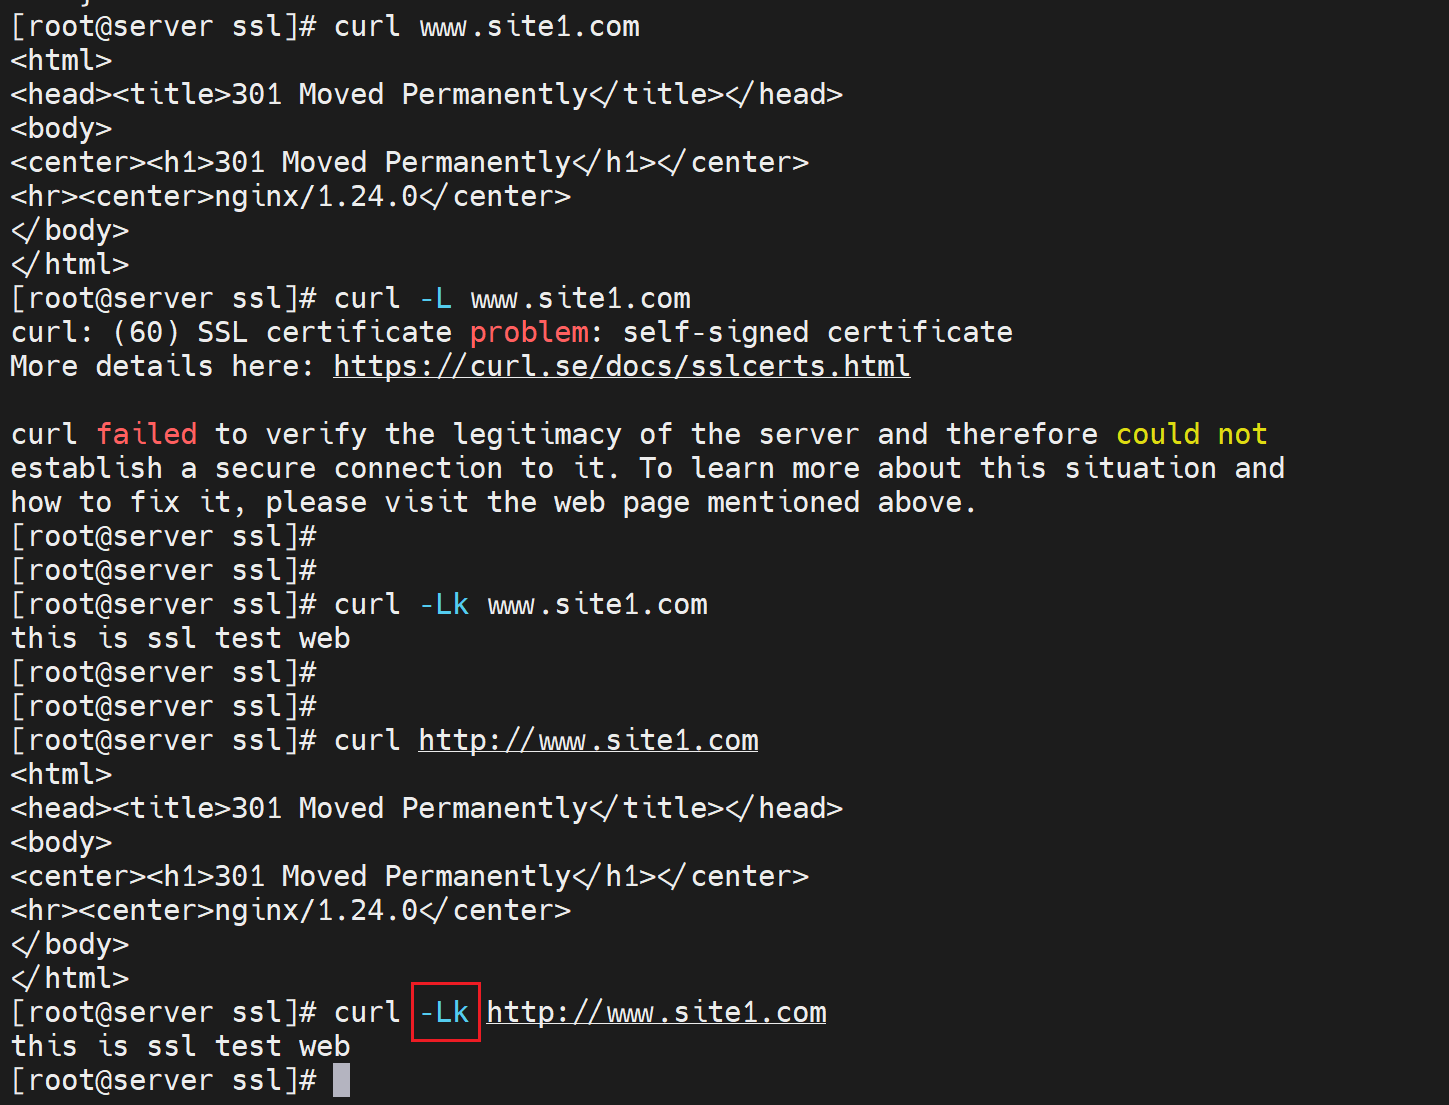 [root@server ssl]# curl www.site1.com
<html>
<head><title>301 Moved Permanently</title></head>
<body>
<center><h1>301 Moved Permanently</h1></center>
<hr><center>nginx/1.24.0</center>
</body>
</html>
[root@server ssl]# curl -L www.site1.com
curl: (60) SSL certificate problem: self-signed certificate
More details here: https://curl.se/docs/sslcerts.html

curl failed to verify the legitimacy of the server and therefore could not
establish a secure connection to it. To learn more about this situation and
how to fix it, please visit the web page mentioned above.
[root@server ssl]#
[root@server ssl]#
[root@server ssl]# curl -Lk www.site1.com
this is ssl test web
[root@server ssl]#
[root@server ssl]#
[root@server ssl]# curl http://www.site1.com
<html>
<head><title>301 Moved Permanently</title></head>
<body>
<center><h1>301 Moved Permanently</h1></center>
<hr><center>nginx/1.24.0</center>
</body>
</html>
[root@server ssl]# curl -Lk http://www.site1.com
this is ssl test web
[root@server ssl]#